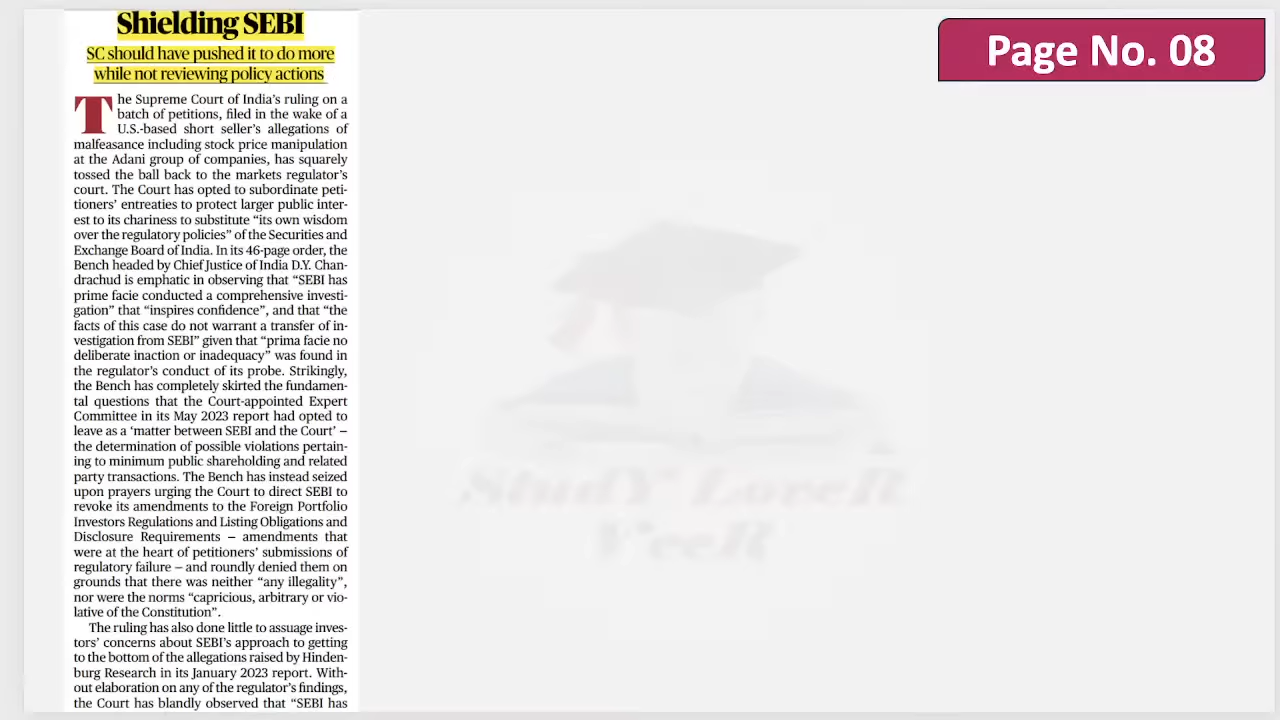 Shielding SEBI
SC should have pushed it to do more
while not reviewing policy actions
The Supreme Court of India's ruling on a
batch of petitions, filed in the wake of a
U.S.-based short seller's allegations of
malfeasance including stock price manipulation
at the Adani group of companies, has squarely
tossed the ball back to the markets regulator's
court. The Court has opted to subordinate peti-
tioners' entreaties to protect larger public inter-
est to its chariness to substitute “its own wisdom
over the regulatory policies” of the Securities and
Exchange Board of India. In its 46-page order, the
Bench headed by Chief Justice of India D.Y. Chan-
drachud is emphatic in observing that “SEBI has
prime facie conducted a comprehensive investi-
gation” that “inspires confidence”, and that “the
facts of this case do not warrant a transfer of in-
vestigation from SEBI” given that “prima facie no
deliberate inaction or inadequacy” was found in
the regulator's conduct of its probe. Strikingly,
the Bench has completely skirted the fundamen-
tal questions that the Court-appointed Expert
Committee in its May 2023 report had opted to
leave as a ‘matter between SEBI and the Court’ –
the determination of possible violations pertain-
ing to minimum public shareholding and related
party transactions. The Bench has instead seized
upon prayers urging the Court to direct SEBI to
revoke its amendments to the Foreign Portfolio
Investors Regulations and Listing Obligations and
Disclosure Requirements – amendments that
were at the heart of petitioners' submissions of
regulatory failure – and roundly denied them on
grounds that there was neither “any illegality”,
nor were the norms “capricious, arbitrary or vio-
lative of the Constitution”.
The ruling has also done little to assuage inves-
tors' concerns about SEBI's approach to getting
to the bottom of the allegations raised by Hinden-
burg Research in its January 2023 report. With-
out elaboration on any of the regulator's findings,
the Court has blandly observed that “SEBI has
Page No. 08
StudY LoveR
VeeR